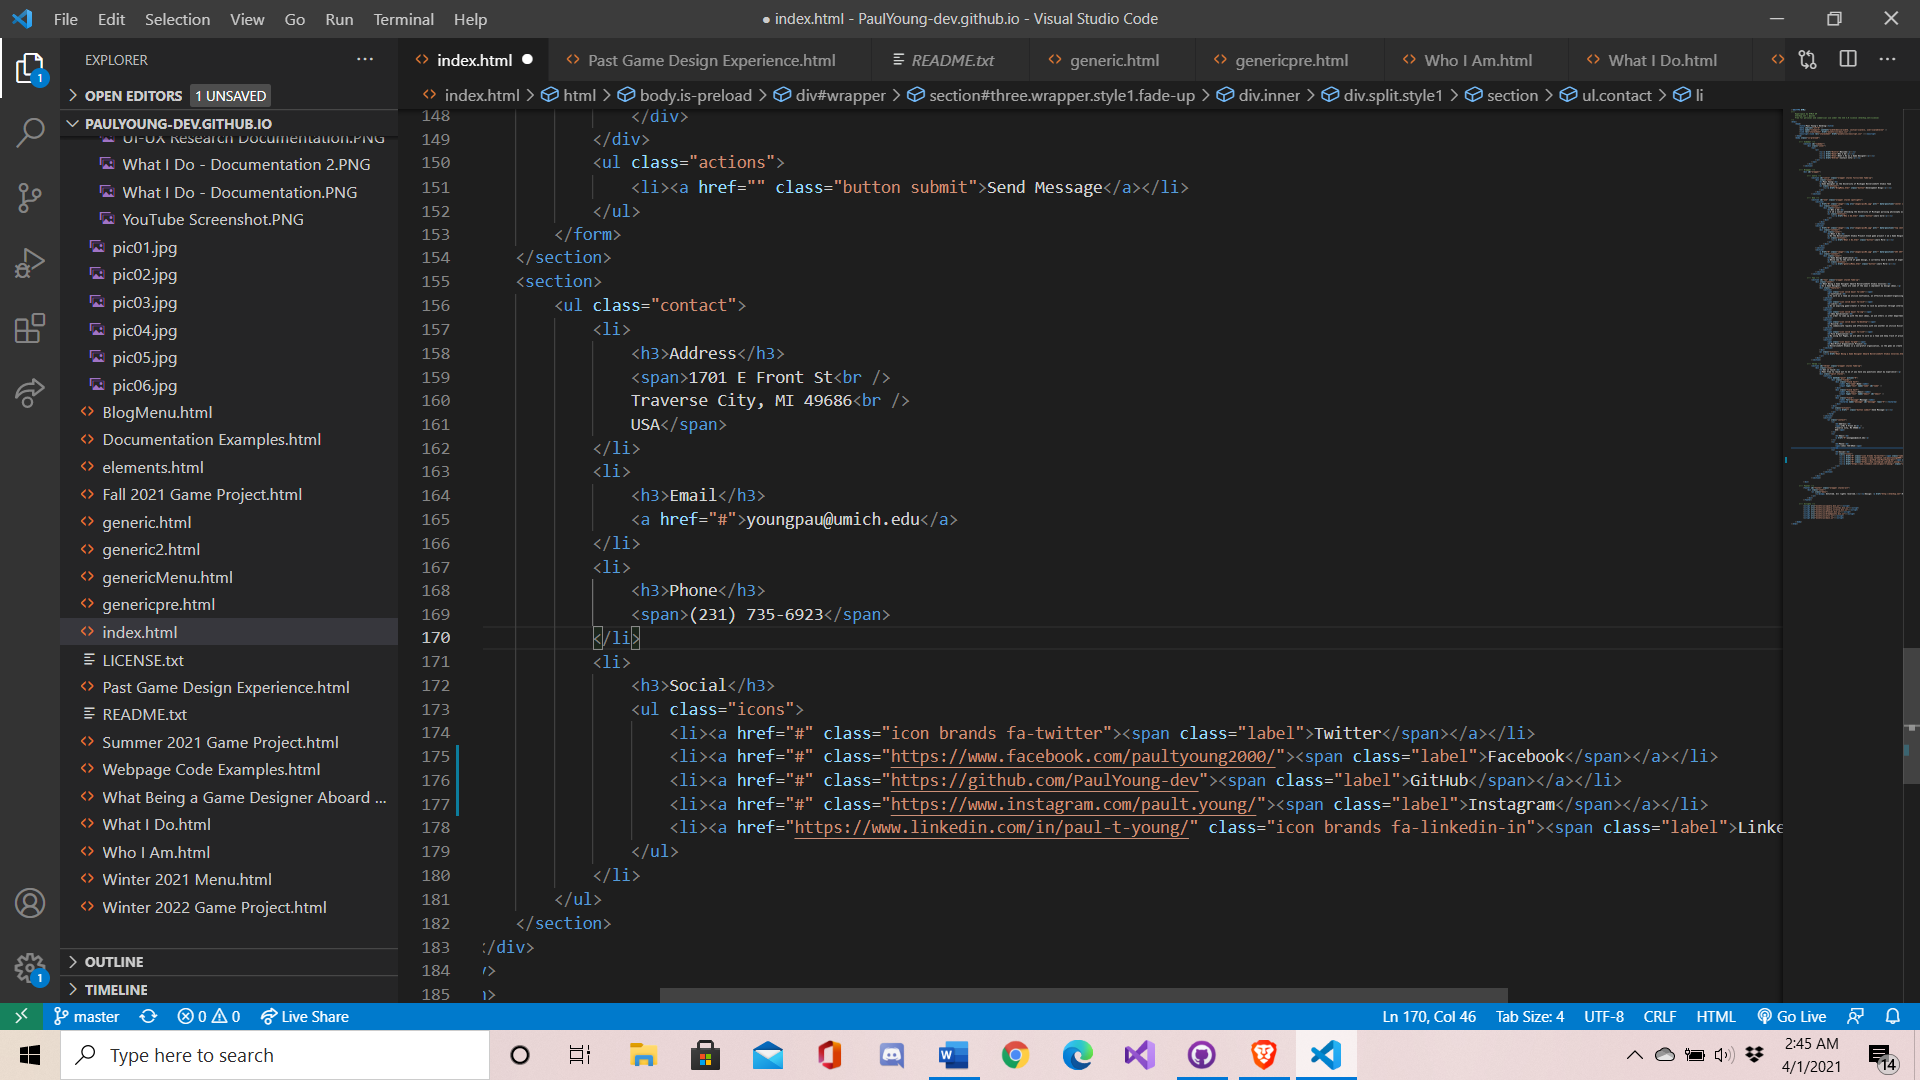 File Edit Selection View Go Run Terminal Help
● index.html - PaulYoung-dev.github.io - Visual Studio Code
EXPLORER
index.html ●
Past Game Design Experience.html
README.txt
generic.html
genericpre.html
Who I Am.html
What I Do.html
OPEN EDITORS 1 UNSAVED
index.html > html > body.is-preload > div#wrapper > section#three.wrapper.style1.fade-up > div.inner > div.split.style1 > section > ul.contact > li
PAULYOUNG-DEV.GITHUB.IO
UI-UX Research Documentation.PNG
What I Do - Documentation 2.PNG
What I Do - Documentation.PNG
YouTube Screenshot.PNG
pic01.jpg
pic02.jpg
pic03.jpg
pic04.jpg
pic05.jpg
pic06.jpg
BlogMenu.html
Documentation Examples.html
elements.html
Fall 2021 Game Project.html
generic.html
generic2.html
genericMenu.html
genericpre.html
index.html
LICENSE.txt
Past Game Design Experience.html
README.txt
Summer 2021 Game Project.html
Webpage Code Examples.html
What Being a Game Designer Aboard ...
What I Do.html
Who I Am.html
Winter 2021 Menu.html
Winter 2022 Game Project.html
OUTLINE
TIMELINE
148 </div>
149 </div>
150 <ul class="actions">
151 <li><a href="" class="button submit">Send Message</a></li>
152 </ul>
153 </form>
154 </section>
155 <section>
156 <ul class="contact">
157 <li>
158 <h3>Address</h3>
159 <span>1701 E Front St<br />
160 Traverse City, MI 49686<br />
161 USA</span>
162 </li>
163 <li>
164 <h3>Email</h3>
165 <a href="#">youngpau@umich.edu</a>
166 </li>
167 <li>
168 <h3>Phone</h3>
169 <span>(231) 735-6923</span>
170 </li>
171 <li>
172 <h3>Social</h3>
173 <ul class="icons">
174 <li><a href="#" class="icon brands fa-twitter"><span class="label">Twitter</span></a></li>
175 <li><a href="#" class="https://www.facebook.com/paultyoung2000/"><span class="label">Facebook</span></a></li>
176 <li><a href="#" class="https://github.com/PaulYoung-dev"><span class="label">GitHub</span></a></li>
177 <li><a href="#" class="https://www.instagram.com/pault.young/"><span class="label">Instagram</span></a></li>
178 <li><a href="https://www.linkedin.com/in/paul-t-young/" class="icon brands fa-linkedin-in"><span class="label">Linke
179 </ul>
180 </li>
181 </ul>
182 </section>
183 </div>
184 >
185 >
master 0 0 Live Share
Ln 170, Col 46 Tab Size: 4 UTF-8 CRLF HTML Go Live
Type here to search
2:45 AM
4/1/2021
14